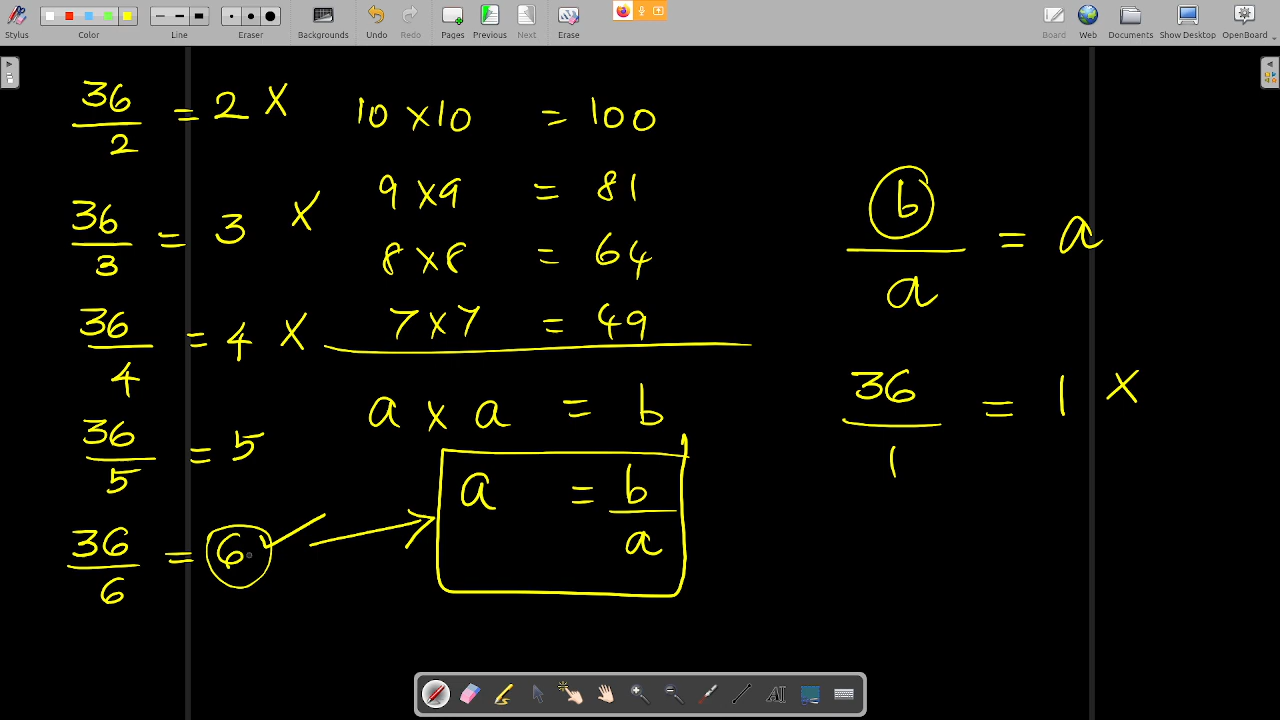 Stylus Color Line Eraser Backgrounds Undo Redo Pages Previous Next Erase Board Web Documents Show Desktop OpenBoard
36/2 = 2 X
36/3 = 3 X
36/4 = 4 X
36/5 = 5
36/6 = 6 ✓
10 x 10 = 100
9 x 9 = 81
8 x 8 = 64
7 x 7 = 49
a x a = b
a = b/a
b/a = a
36/1 = 1 X
AI